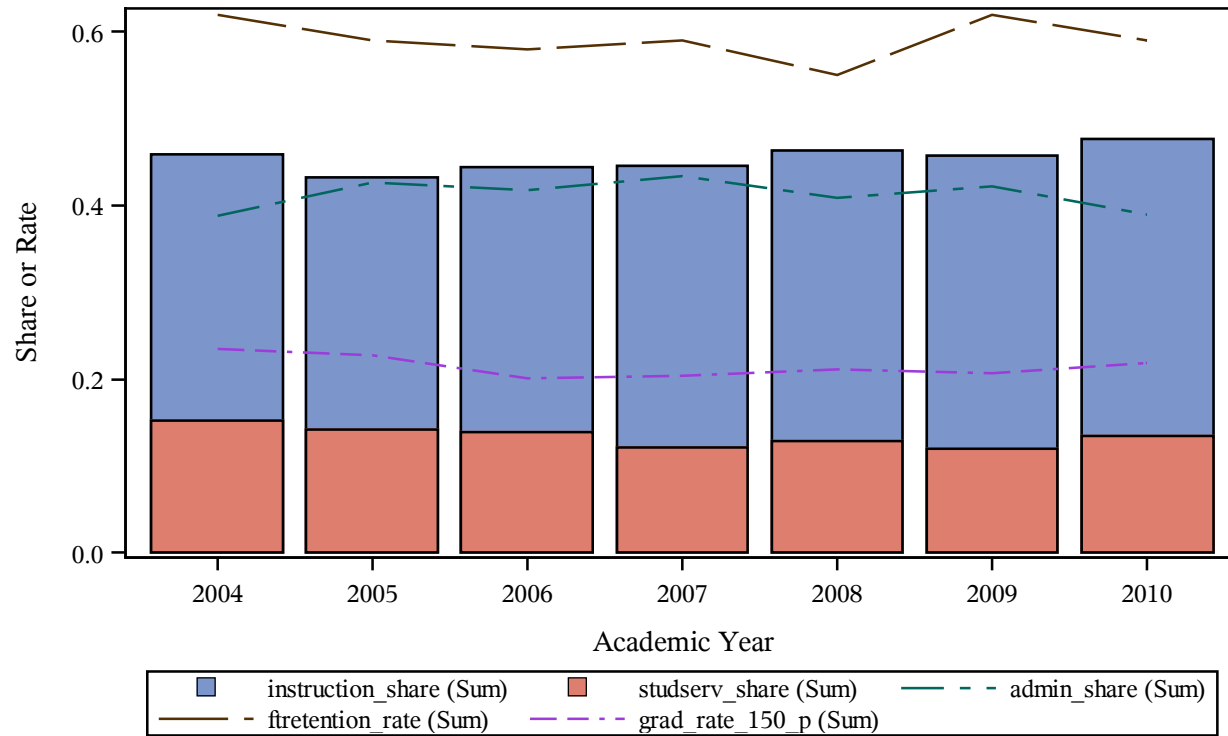 0.6
0.4
0.2
0.0
Share or Rate
2004 2005 2006 2007 2008 2009 2010
Academic Year
instruction_share (Sum) studserv_share (Sum) admin_share (Sum)
ftretention_rate (Sum) grad_rate_150_p (Sum)